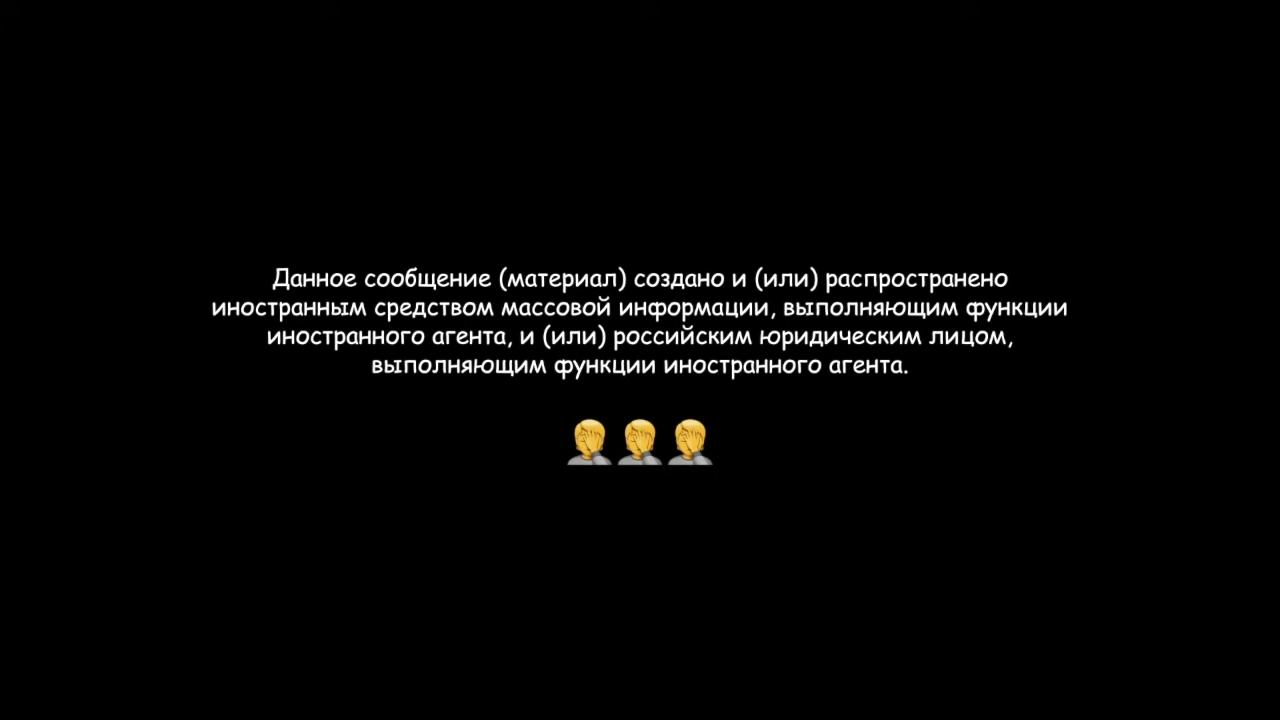 Данное сообщение (материал) создано и (или) распространено
иностранным средством массовой информации, выполняющим функции
иностранного агента, и (или) российским юридическим лицом,
выполняющим функции иностранного агента.